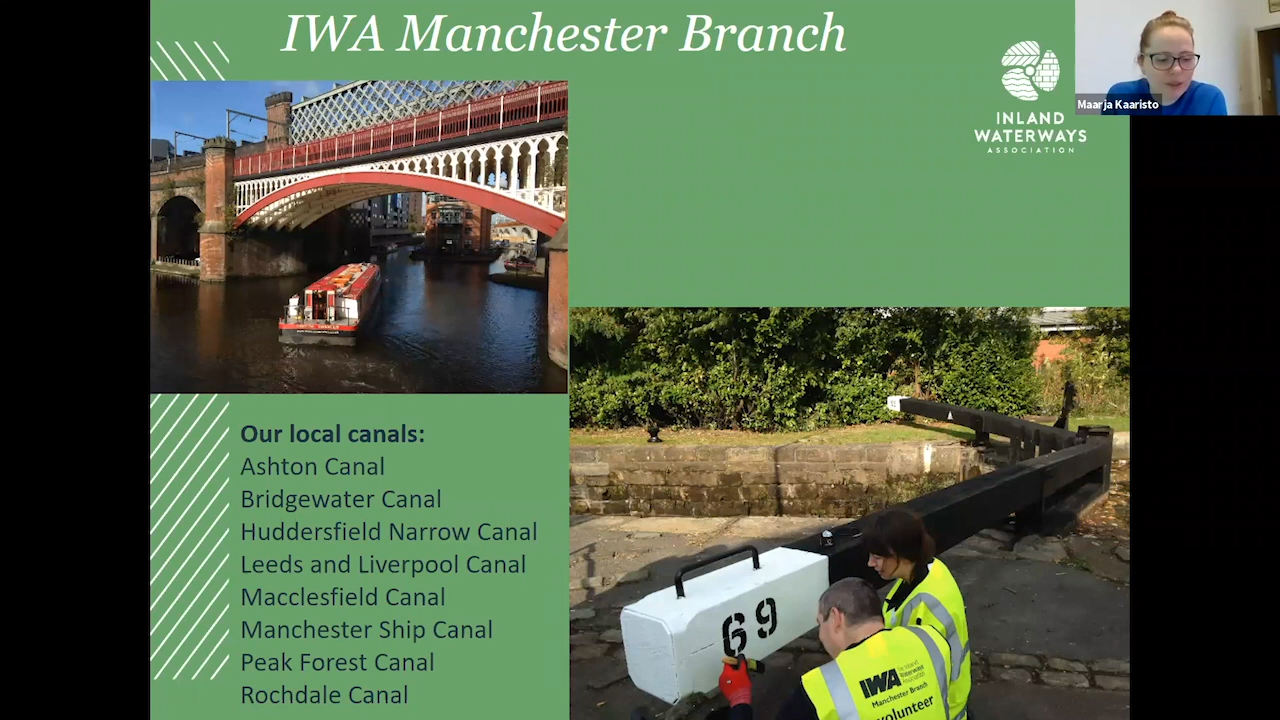 IWA Manchester Branch
INLAND
WATERWAYS
ASSOCIATION
Maarja Kaaristo
Our local canals:
Ashton Canal
Bridgewater Canal
Huddersfield Narrow Canal
Leeds and Liverpool Canal
Macclesfield Canal
Manchester Ship Canal
Peak Forest Canal
Rochdale Canal
69
IWA
Manchester Branch
volunteer